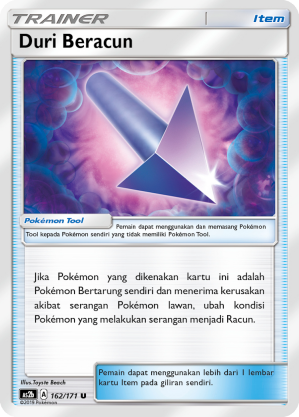 TRAINER
Item
Duri Beracun
Pokémon Tool
Pemain dapat menggunakan dan memasang Pokémon
Tool kepada Pokémon sendiri yang tidak memiliki Pokémon Tool.
Jika Pokémon yang dikenakan kartu ini adalah
Pokémon Bertarung sendiri dan menerima kerusakan
akibat serangan Pokémon lawan, ubah kondisi
Pokémon yang melakukan serangan menjadi Racun.
Illus. Toyste Beach
AS2b A 162/171 U
©2019 Pokémon
Pemain dapat menggunakan lebih dari 1 lembar
kartu Item pada giliran sendiri.